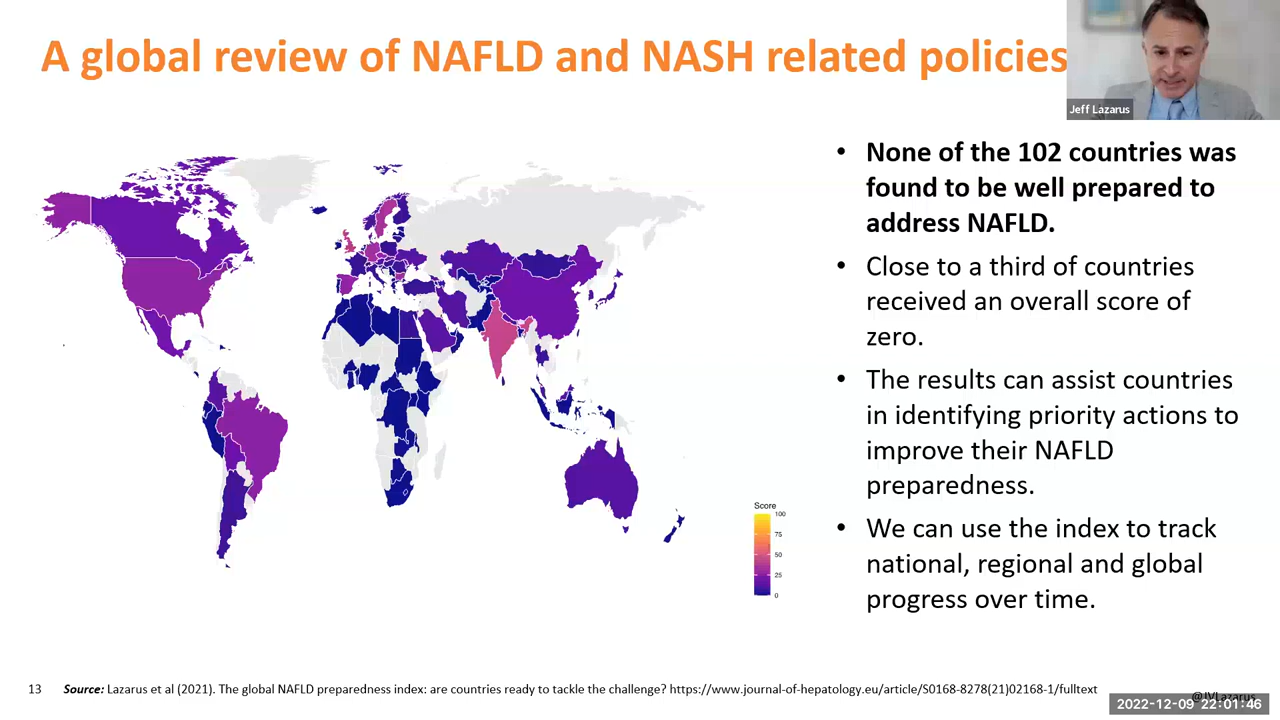 A global review of NAFLD and NASH related policies
Jeff Lazarus
• None of the 102 countries was
found to be well prepared to
address NAFLD.
• Close to a third of countries
received an overall score of
zero.
• The results can assist countries
in identifying priority actions to
improve their NAFLD
preparedness.
• We can use the index to track
national, regional and global
progress over time.
Score
100
75
50
25
0
13 Source: Lazarus et al (2021). The global NAFLD preparedness index: are countries ready to tackle the challenge? https://www.journal-of-hepatology.eu/article/S0168-8278(21)02168-1/fulltext
@JVLazarus
2022-12-09 22:01:46